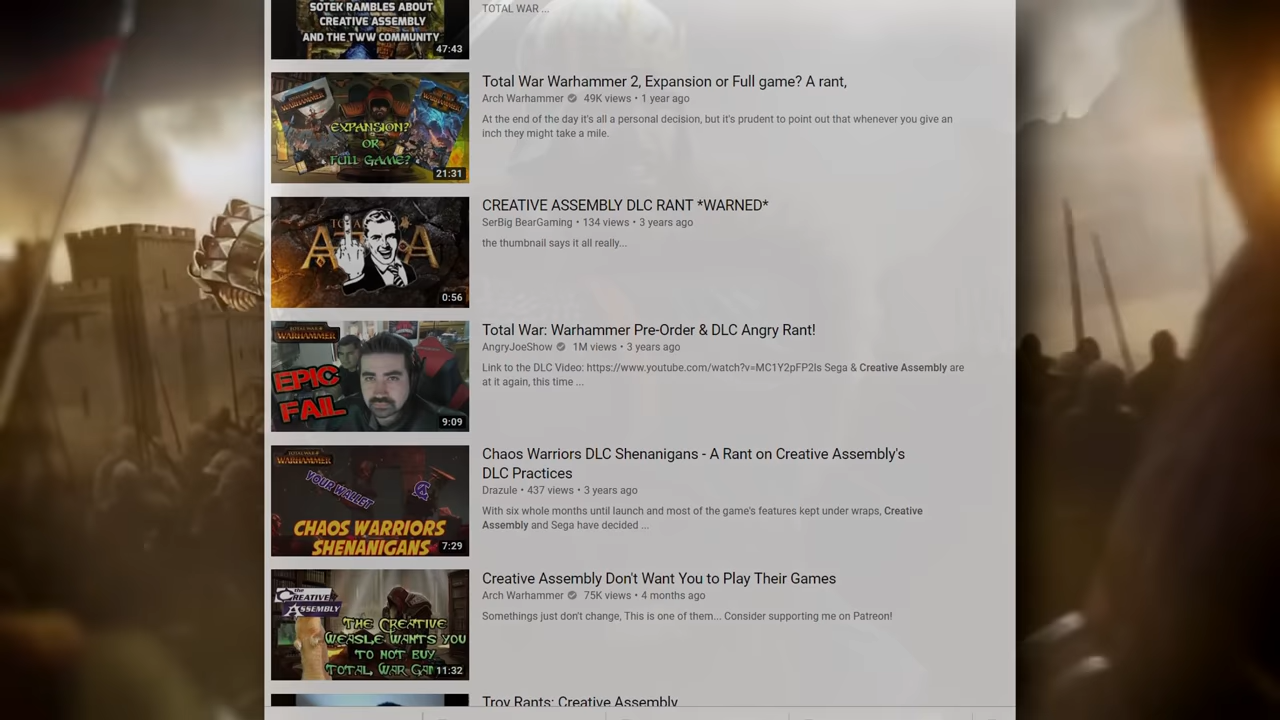 SOTEK RAMBLES ABOUT
CREATIVE ASSEMBLY
AND THE TWW COMMUNITY
47:43
TOTAL WAR ...
WARHAMMER
WARHAMMER
EXPANSION?
OR
FULL GAME?
21:31
Total War Warhammer 2, Expansion or Full game? A rant,
Arch Warhammer 49K views • 1 year ago
At the end of the day it's all a personal decision, but it's prudent to point out that whenever you give an
inch they might take a mile.
TOTAL
ATTILA
0:56
CREATIVE ASSEMBLY DLC RANT *WARNED*
SerBig BearGaming • 134 views • 3 years ago
the thumbnail says it all really...
TOTAL WAR
WARHAMMER
EPIC
FAIL
9:09
Total War: Warhammer Pre-Order & DLC Angry Rant!
AngryJoeShow 1M views • 3 years ago
Link to the DLC Video: https://www.youtube.com/watch?v=MC1Y2pFP2Is Sega & Creative Assembly are
at it again, this time ...
TOTAL WAR
WARHAMMER
YOUR WALLET
CA
CHAOS WARRIORS
SHENANIGANS
7:29
Chaos Warriors DLC Shenanigans - A Rant on Creative Assembly's
DLC Practices
Drazule • 437 views • 3 years ago
With six whole months until launch and most of the game's features kept under wraps, Creative
Assembly and Sega have decided ...
the CREATIVE
ASSEMBLY
THE CREATIVE
WEASLE WANTS YOU
TO NOT BUY
TOTAL WAR GAM
11:32
Creative Assembly Don't Want You to Play Their Games
Arch Warhammer 75K views • 4 months ago
Somethings just don't change, This is one of them... Consider supporting me on Patreon!
Troy Rants: Creative Assembly